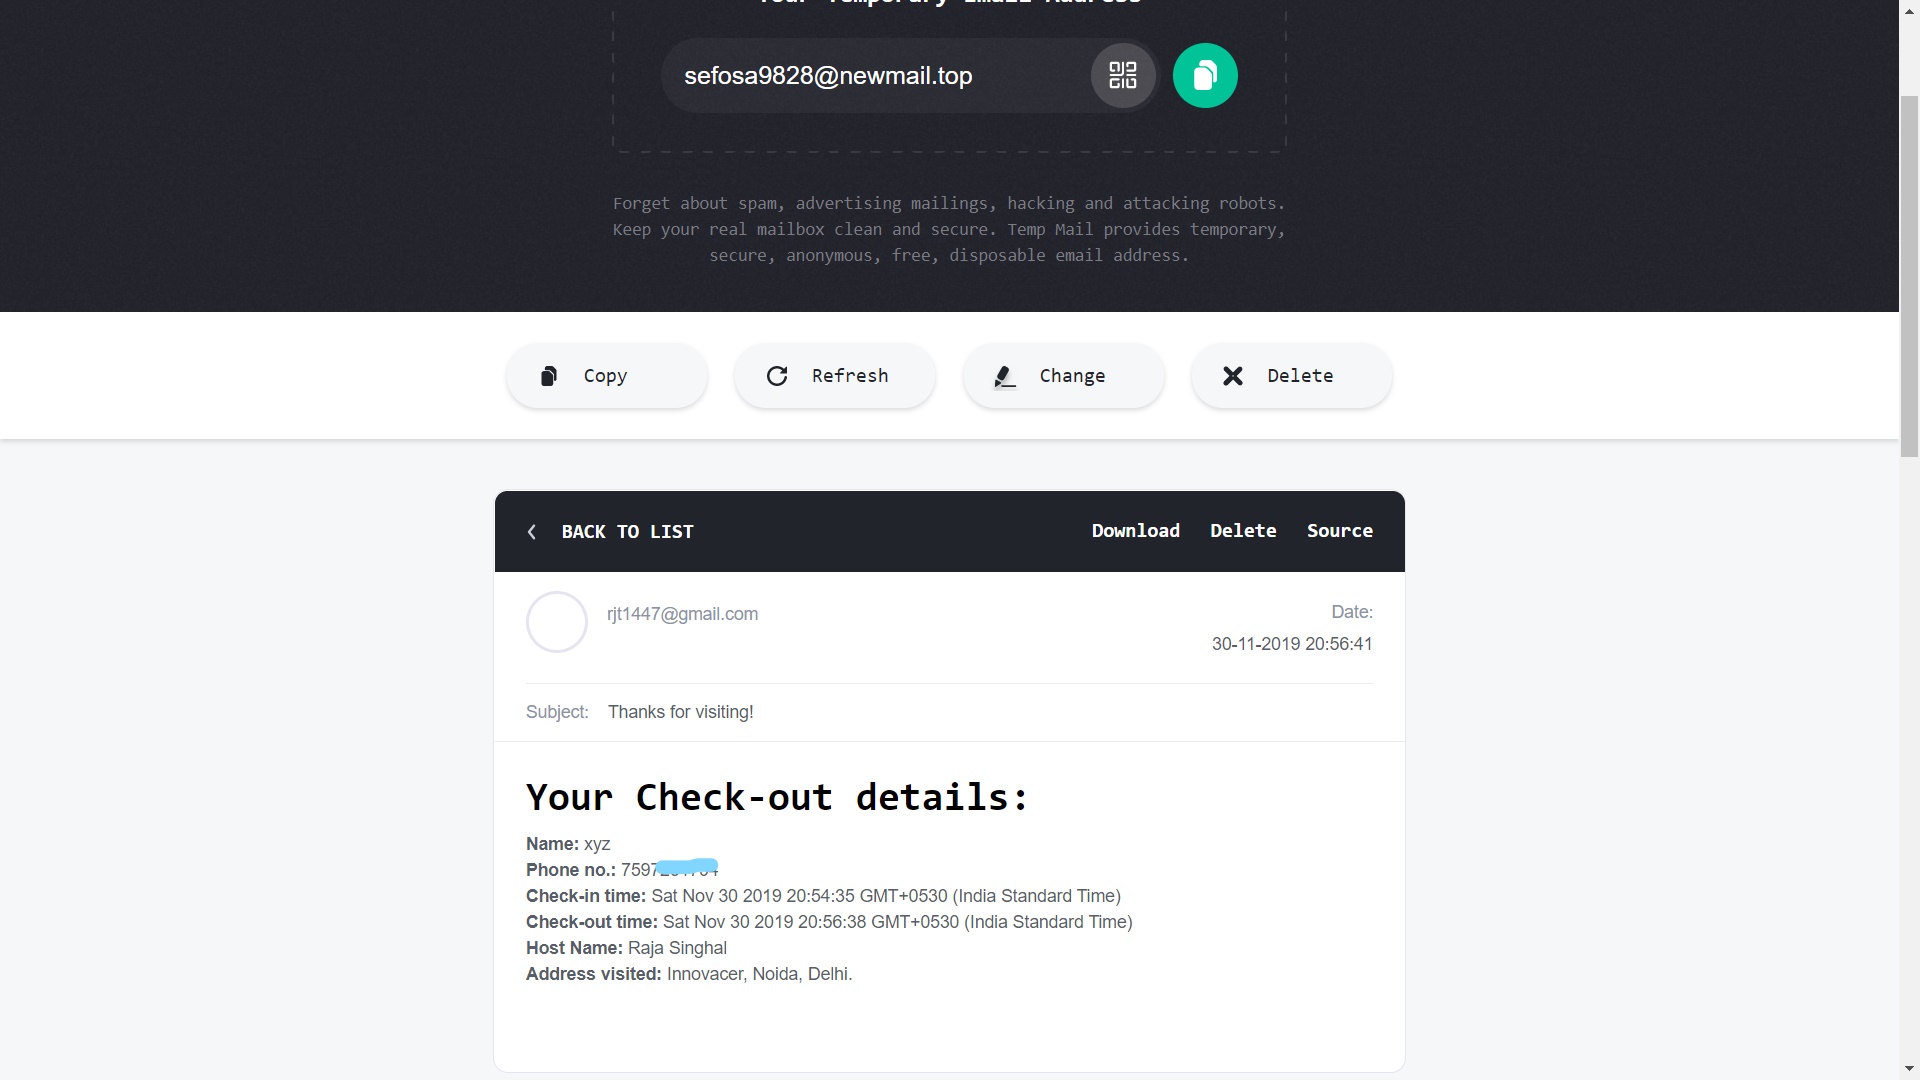 Your Temporary Email Address
sefosa9828@newmail.top
Forget about spam, advertising mailings, hacking and attacking robots.
Keep your real mailbox clean and secure. Temp Mail provides temporary,
secure, anonymous, free, disposable email address.
Copy Refresh Change Delete
BACK TO LIST Download Delete Source
rjt1447@gmail.com Date:
30-11-2019 20:56:41
Subject: Thanks for visiting!
Your Check-out details:
Name: xyz
Phone no.: 7597
Check-in time: Sat Nov 30 2019 20:54:35 GMT+0530 (India Standard Time)
Check-out time: Sat Nov 30 2019 20:56:38 GMT+0530 (India Standard Time)
Host Name: Raja Singhal
Address visited: Innovacer, Noida, Delhi.